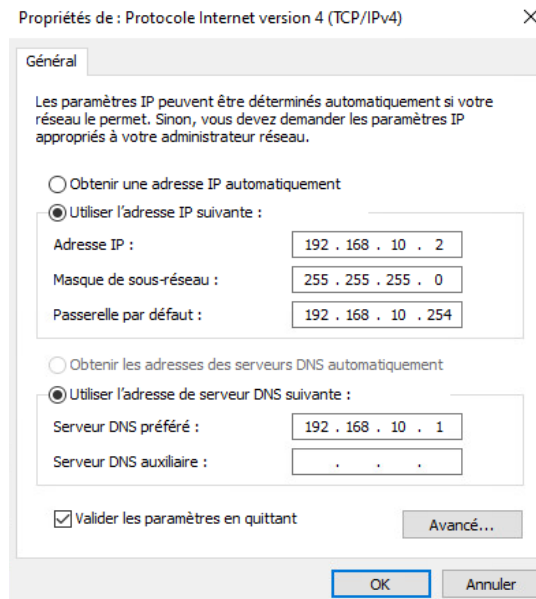 Propriétés de : Protocole Internet version 4 (TCP/IPv4)
Général
Les paramètres IP peuvent être déterminés automatiquement si votre
réseau le permet. Sinon, vous devez demander les paramètres IP
appropriés à votre administrateur réseau.
Obtenir une adresse IP automatiquement
Utiliser l'adresse IP suivante :
Adresse IP : 192 . 168 . 10 . 2
Masque de sous-réseau : 255 . 255 . 255 . 0
Passerelle par défaut : 192 . 168 . 10 . 254
Obtenir les adresses des serveurs DNS automatiquement
Utiliser l'adresse de serveur DNS suivante :
Serveur DNS préféré : 192 . 168 . 10 . 1
Serveur DNS auxiliaire : . . .
Valider les paramètres en quittant
Avancé...
OK Annuler